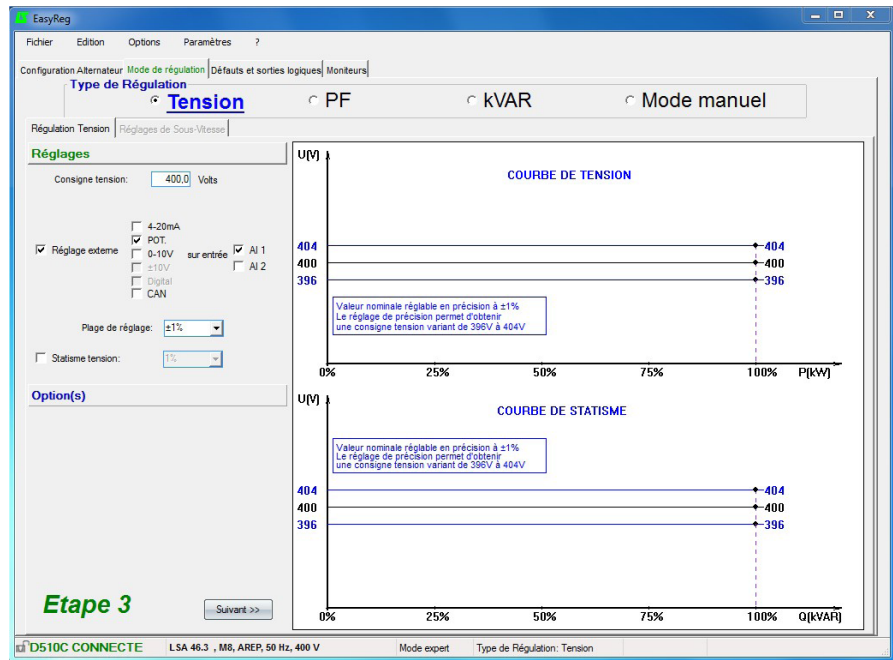 EasyReg
Fichier Edition Options Paramètres ?
Configuration Alternateur Mode de régulation Défauts et sorties logiques Moniteurs
Type de Régulation
Tension PF kVAR Mode manuel
Régulation Tension Réglages de Sous-Vitesse
Réglages
Consigne tension: 400,0 Volts
4-20mA
POT.
Réglage externe 0-10V sur entrée AI 1
±10V AI 2
Digital
CAN
Plage de réglage: ±1%
Statisme tension: 1%
Option(s)
Etape 3
Suivant >>
U(V)
COURBE DE TENSION
404 404
400 400
396 396
Valeur nominale réglable en précision à ±1%
Le réglage de précision permet d'obtenir
une consigne tension variant de 396V à 404V
0% 25% 50% 75% 100% P(kW)
U(V)
COURBE DE STATISME
Valeur nominale réglable en précision à ±1%
Le réglage de précision permet d'obtenir
une consigne tension variant de 396V à 404V
404 404
400 400
396 396
0% 25% 50% 75% 100% Q(kVAR)
D510C CONNECTE LSA 46.3 , M8, AREP, 50 Hz, 400 V Mode expert Type de Régulation: Tension